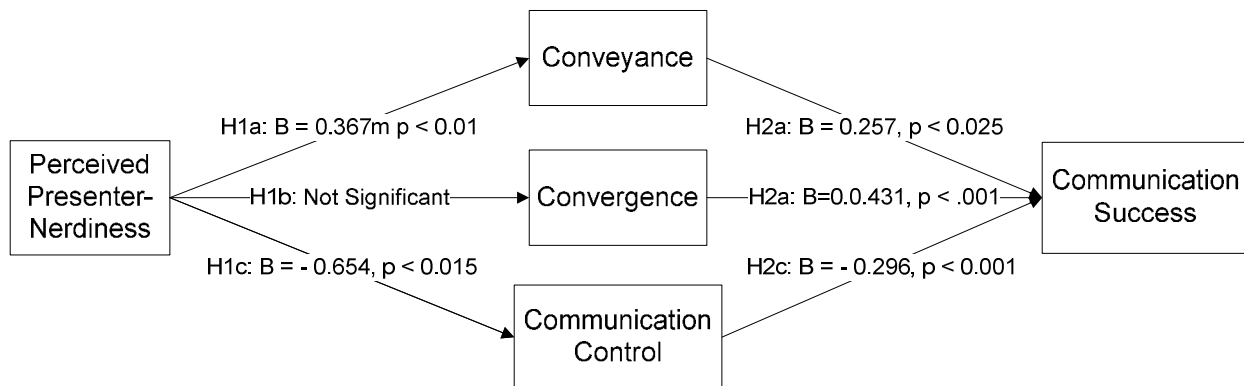 Conveyance
H1a: B = 0.367m p < 0.01
H2a: B = 0.257, p < 0.025
Perceived
Presenter-
Nerdiness
H1b: Not Significant
Convergence
H2a: B=0.0.431, p < .001
Communication
Success
H1c: B = - 0.654, p < 0.015
H2c: B = - 0.296, p < 0.001
Communication
Control